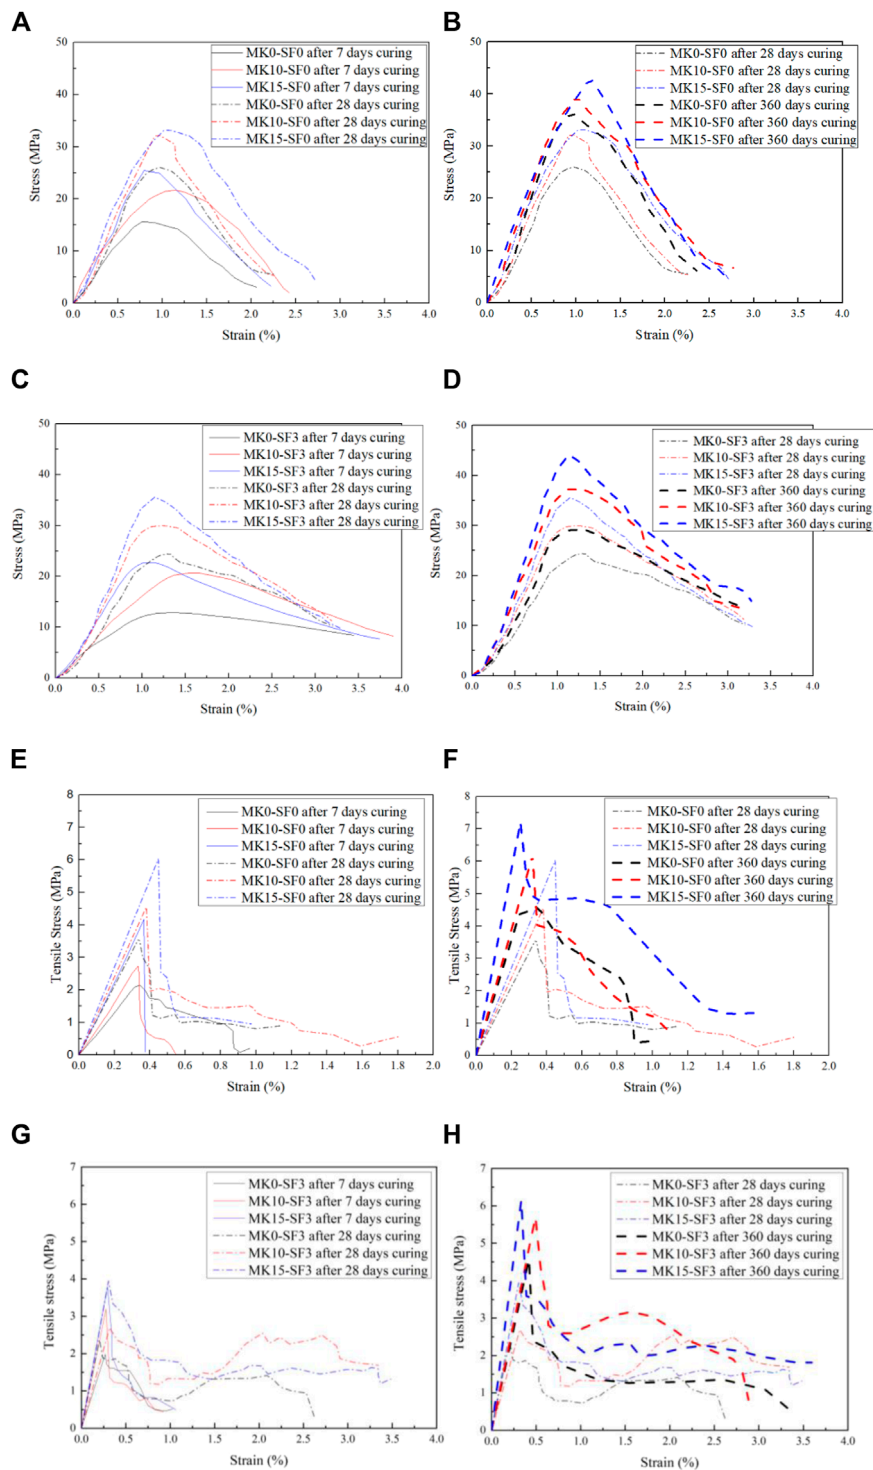 A
50
40
30
20
10
0
Stress (MPa)
0.0 0.5 1.0 1.5 2.0 2.5 3.0 3.5 4.0
Strain (%)
MK0-SF0 after 7 days curing
MK10-SF0 after 7 days curing
MK15-SF0 after 7 days curing
MK0-SF0 after 28 days curing
MK10-SF0 after 28 days curing
MK15-SF0 after 28 days curing
B
50
40
30
20
10
0
Stress (MPa)
0.0 0.5 1.0 1.5 2.0 2.5 3.0 3.5 4.0
Strain (%)
MK0-SF0 after 28 days curing
MK10-SF0 after 28 days curing
MK15-SF0 after 28 days curing
MK0-SF0 after 360 days curing
MK10-SF0 after 360 days curing
MK15-SF0 after 360 days curing
C
50
40
30
20
10
0
Stress (MPa)
0.0 0.5 1.0 1.5 2.0 2.5 3.0 3.5 4.0
Strain (%)
MK0-SF3 after 7 days curing
MK10-SF3 after 7 days curing
MK15-SF3 after 7 days curing
MK0-SF3 after 28 days curing
MK10-SF3 after 28 days curing
MK15-SF3 after 28 days curing
D
50
40
30
20
10
0
Stress (MPa)
0.0 0.5 1.0 1.5 2.0 2.5 3.0 3.5 4.0
Strain (%)
MK0-SF3 after 28 days curing
MK10-SF3 after 28 days curing
MK15-SF3 after 28 days curing
MK0-SF3 after 360 days curing
MK10-SF3 after 360 days curing
MK15-SF3 after 360 days curing
E
8
7
6
5
4
3
2
1
0
Tensile Stress (MPa)
0.0 0.2 0.4 0.6 0.8 1.0 1.2 1.4 1.6 1.8 2.0
Strain (%)
MK0-SF0 after 7 days curing
MK10-SF0 after 7 days curing
MK15-SF0 after 7 days curing
MK0-SF0 after 28 days curing
MK10-SF0 after 28 days curing
MK15-SF0 after 28 days curing
F
8
7
6
5
4
3
2
1
0
Tensile Stress (MPa)
0.0 0.2 0.4 0.6 0.8 1.0 1.2 1.4 1.6 1.8 2.0
Strain (%)
MK0-SF0 after 28 days curing
MK10-SF0 after 28 days curing
MK15-SF0 after 28 days curing
MK0-SF0 after 360 days curing
MK10-SF0 after 360 days curing
MK15-SF0 after 360 days curing
G
7
6
5
4
3
2
1
0
Tensile stress (MPa)
0.0 0.5 1.0 1.5 2.0 2.5 3.0 3.5 4.0
Strain (%)
MK0-SF3 after 7 days curing
MK10-SF3 after 7 days curing
MK15-SF3 after 7 days curing
MK0-SF3 after 28 days curing
MK10-SF3 after 28 days curing
MK15-SF3 after 28 days curing
H
7
6
5
4
3
2
1
0
Tensile stress (MPa)
0.0 0.5 1.0 1.5 2.0 2.5 3.0 3.5 4.0
Strain (%)
MK0-SF3 after 28 days curing
MK10-SF3 after 28 days curing
MK15-SF3 after 28 days curing
MK0-SF3 after 360 days curing
MK10-SF3 after 360 days curing
MK15-SF3 after 360 days curing